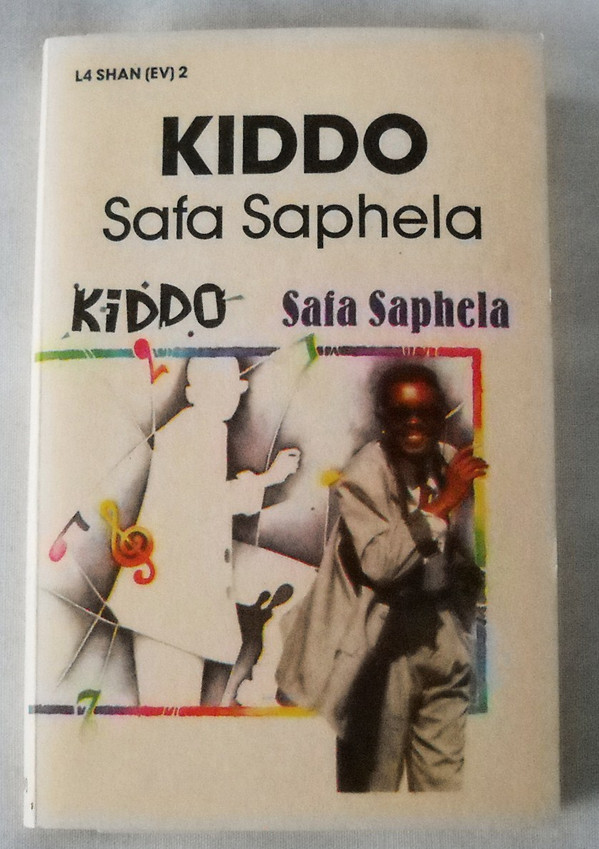 L4 SHAN (EV) 2
KIDDO
Safa Saphela
KiDDO Safa Saphela